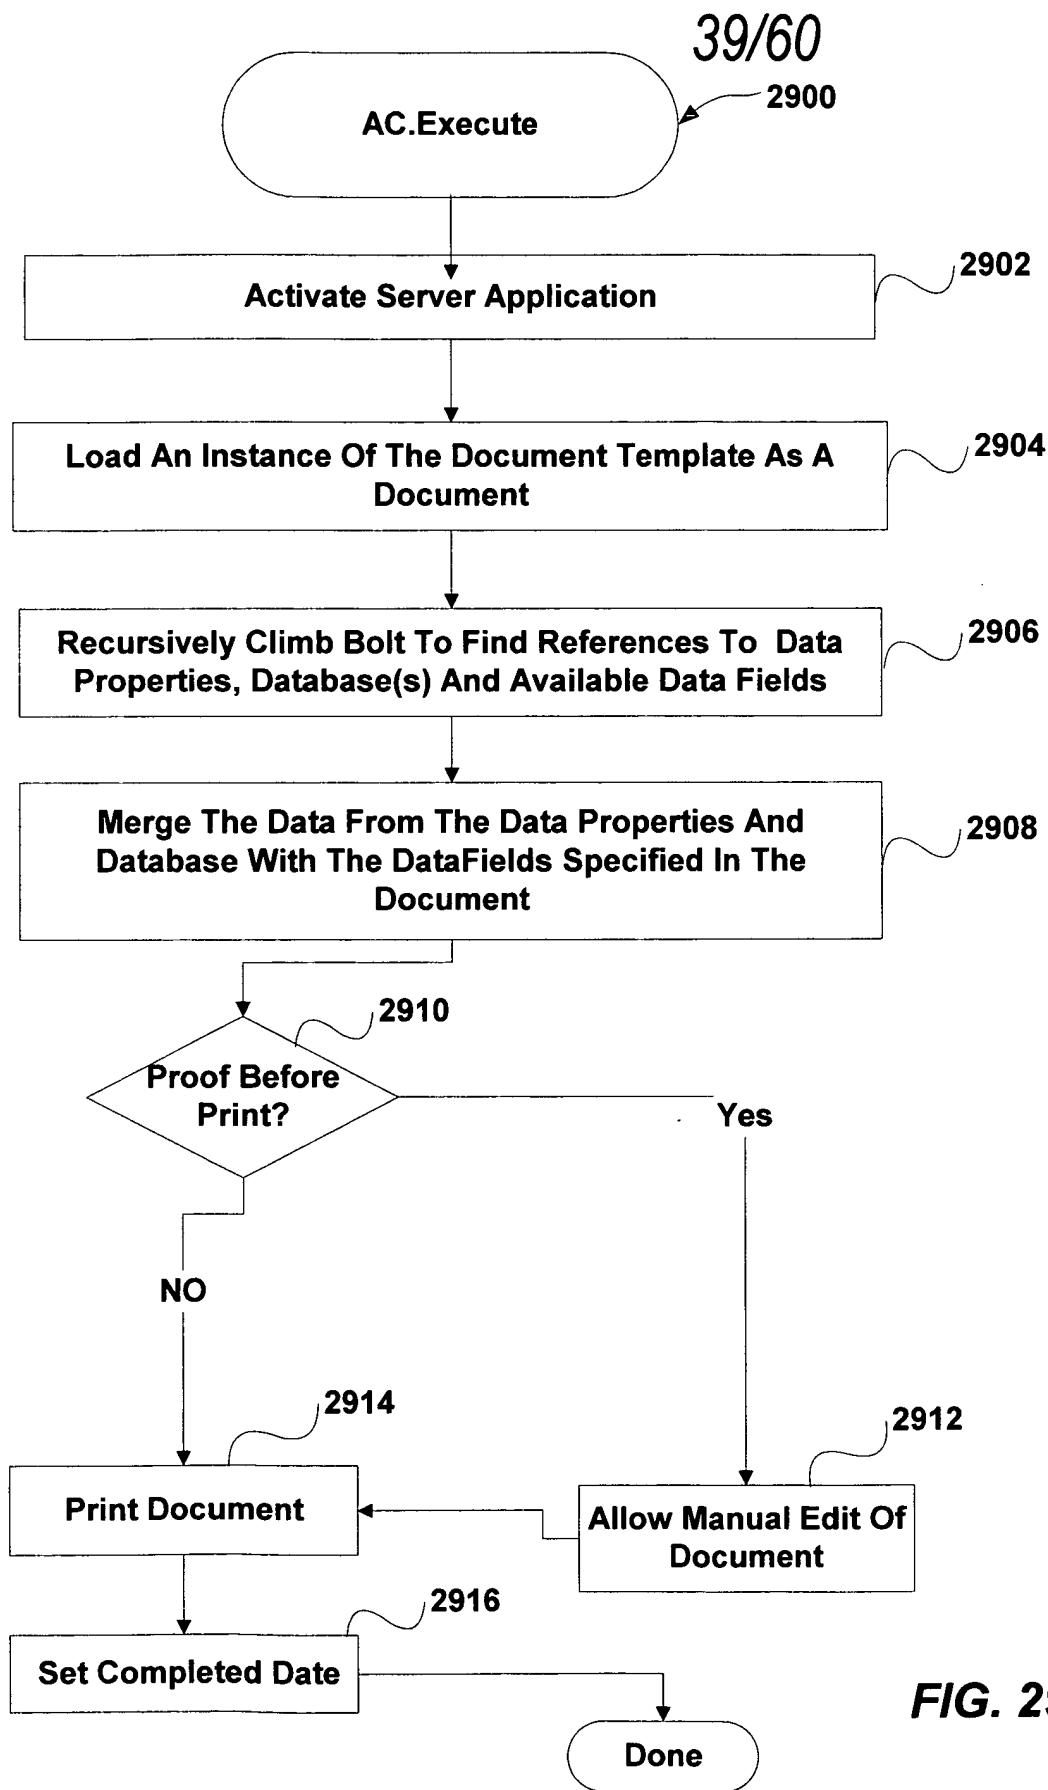 39/60
2900
AC.Execute
2902
Activate Server Application
2904
Load An Instance Of The Document Template As A
Document
2906
Recursively Climb Bolt To Find References To Data
Properties, Database(s) And Available Data Fields
2908
Merge The Data From The Data Properties And
Database With The DataFields Specified In The
Document
2910
Proof Before
Print?
Yes
NO
2914
2912
Print Document
Allow Manual Edit Of
Document
2916
Set Completed Date
FIG.
Done